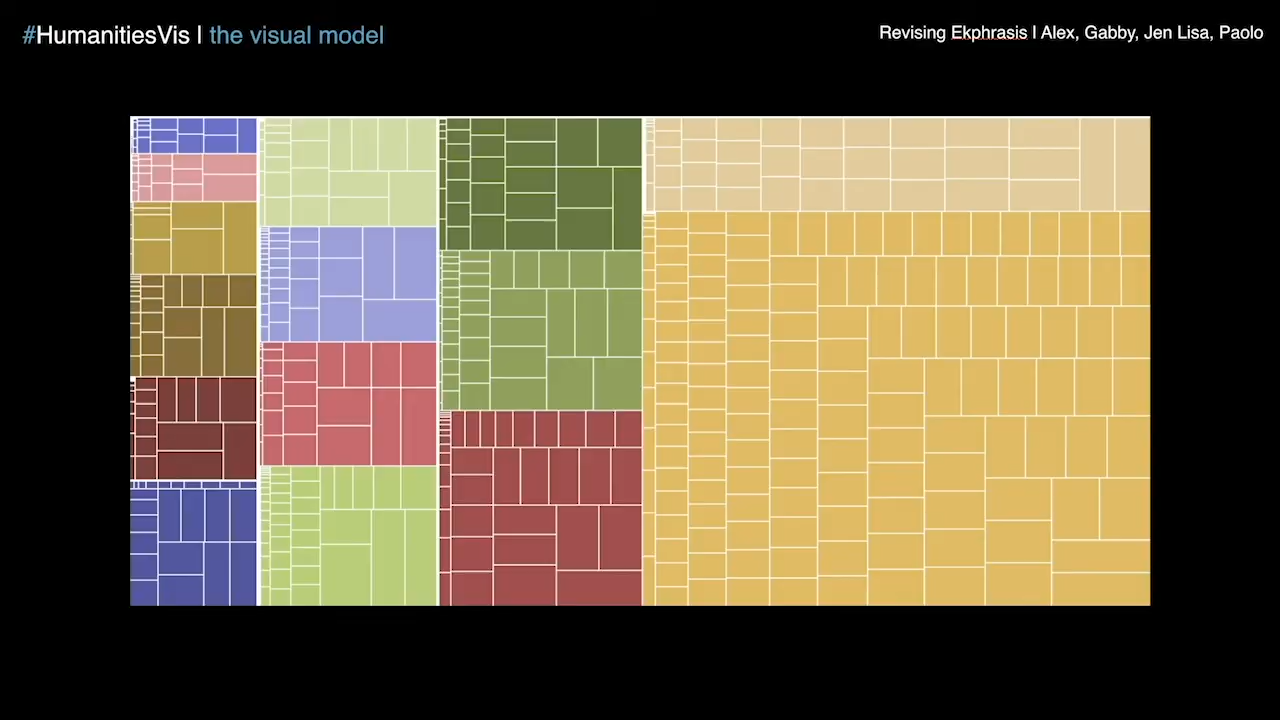 #HumanitiesVis | the visual model
Revising Ekphrasis | Alex, Gabby, Jen Lisa, Paolo